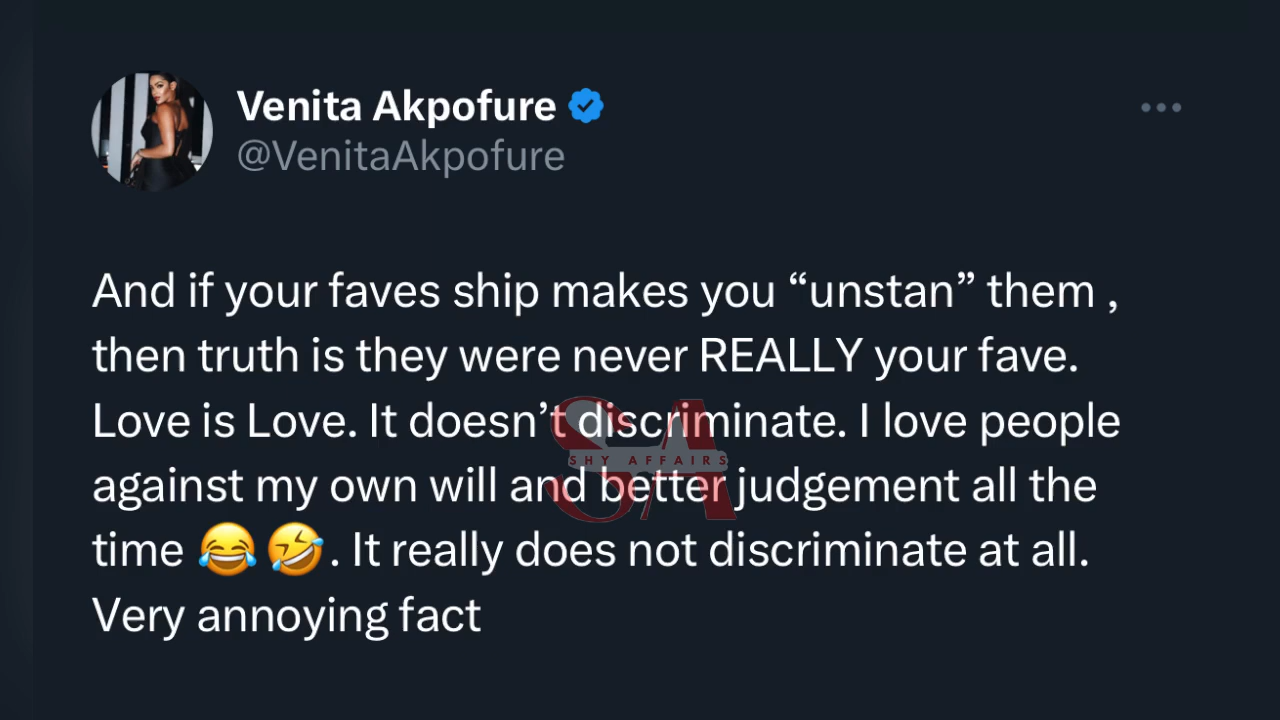 Venita Akpofure
@VenitaAkpofure
And if your faves ship makes you “unstan” them ,
then truth is they were never REALLY your fave.
Love is Love. It doesn’t discriminate. I love people
SHY AFFAIRS
against my own will and better judgement all the
time 😂 🤣 . It really does not discriminate at all.
Very annoying fact
SA